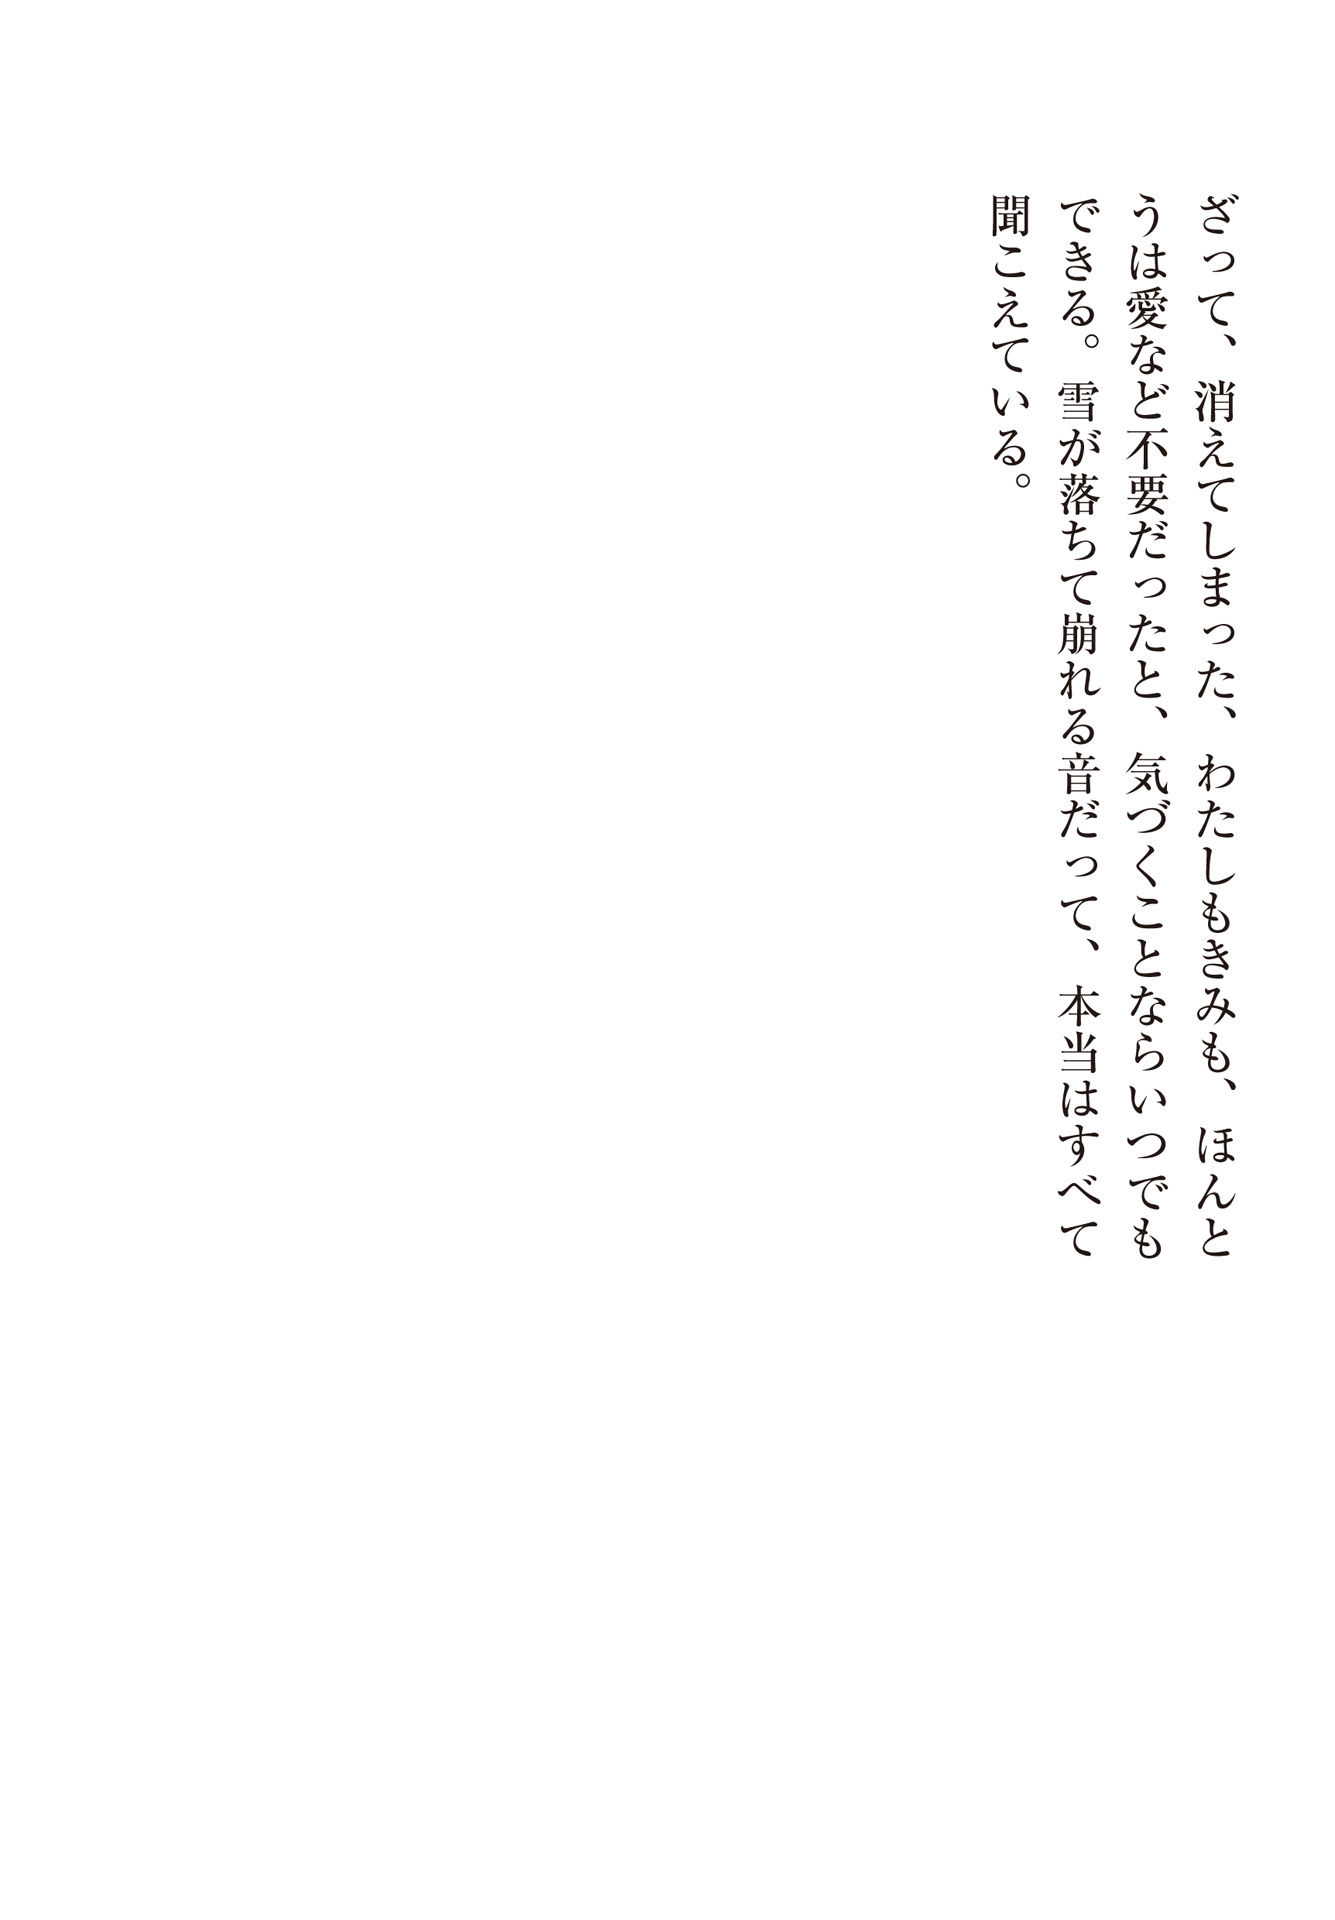 ざって、消えてしまった、わたしもきみも、ほんと
うは愛など不要だったと、気づくことならいつでも
できる。雪が落ちて崩れる音だって、本当はすべて
聞こえている。